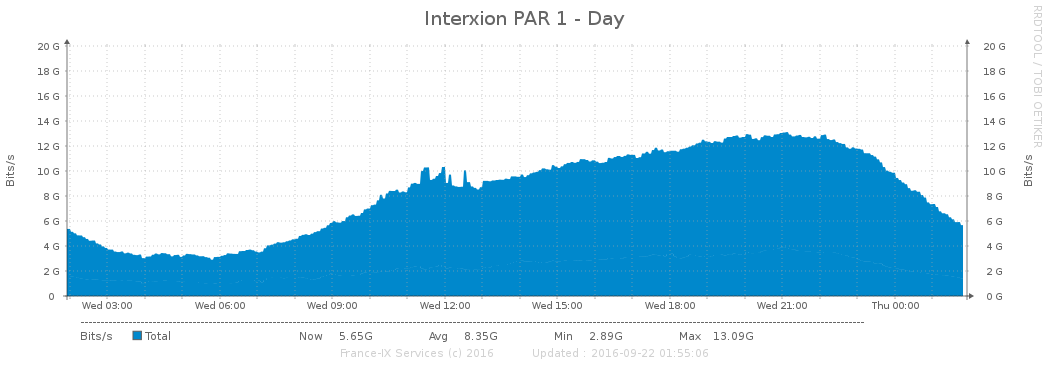 Interxion PAR 1 - Day
RRDTOOL / TOBI OETIKER
20 G 20 G
18 G 18 G
16 G 16 G
14 G 14 G
12 G 12 G
10 G 10 G
8 G 8 G
6 G 6 G
4 G 4 G
2 G 2 G
0 0 G
Bits/s
Bits/s
Wed 03:00 Wed 06:00 Wed 09:00 Wed 12:00 Wed 15:00 Wed 18:00 Wed 21:00 Thu 00:00
Bits/s Total Now 5.65G Avg 8.35G Min 2.89G Max 13.09G
France-IX Services (c) 2016 Updated : 2016-09-22 01:55:06